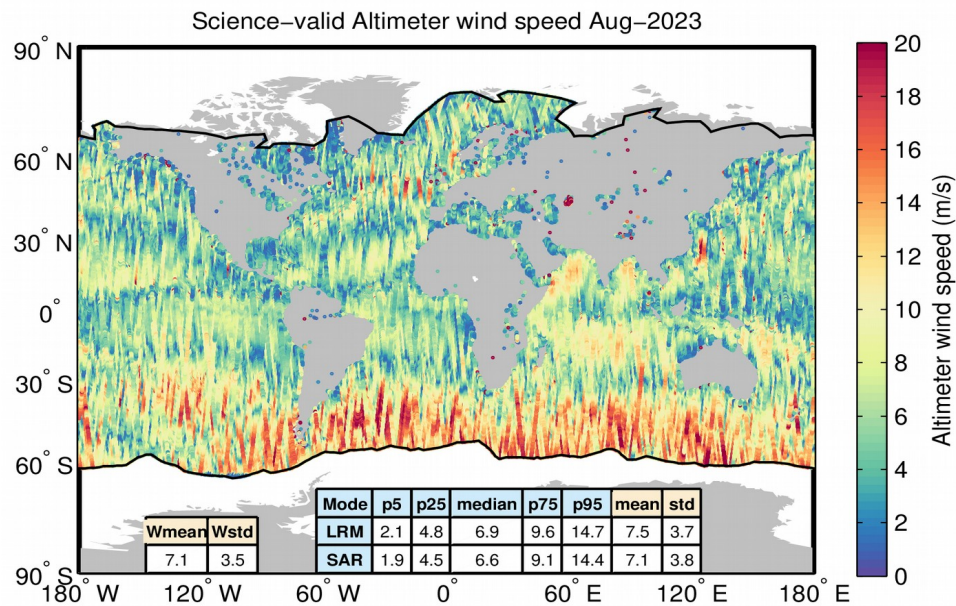 Science−valid Altimeter wind speed Aug−2023
90° N
60° N
30° N
0°
30° S
60° S
90° S
180° W
120° W
60° W
0°
60° E
120° E
180° E
Wmean Wstd
7.1 3.5
Mode p5 p25 median p75 p95 mean std
LRM 2.1 4.8 6.9 9.6 14.7 7.5 3.7
SAR 1.9 4.5 6.6 9.1 14.4 7.1 3.8
20
18
16
14
12
10
8
6
4
2
0
Altimeter wind speed (m/s)